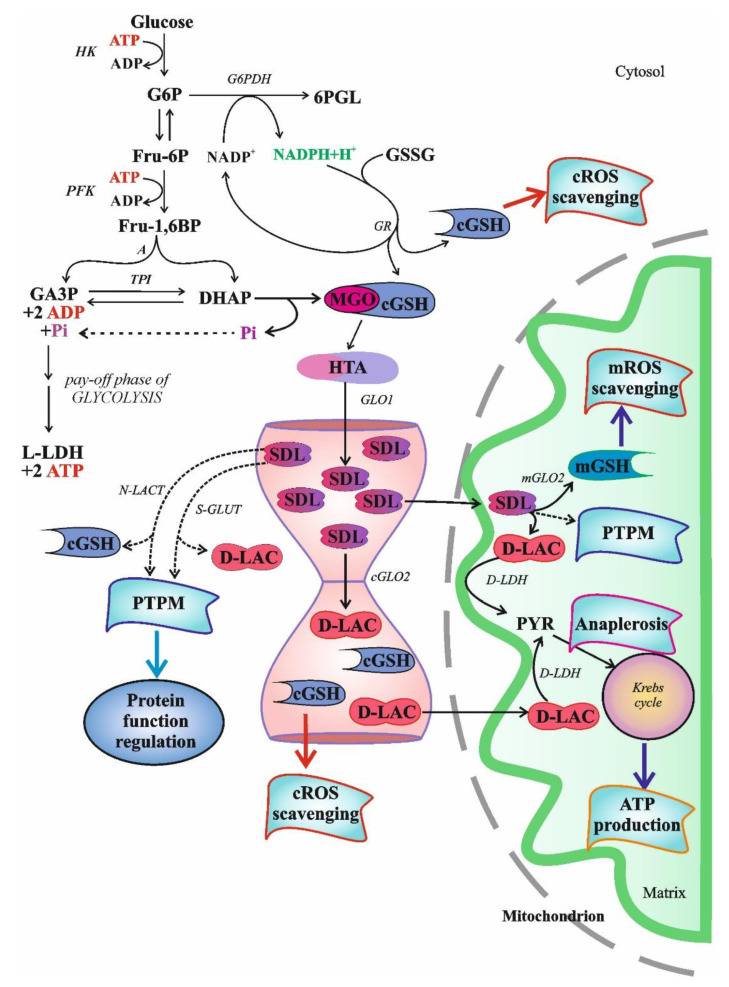 Glucose
HK
ATP
ADP
Cytosol
G6P
G6PDH
6PGL
Fru-6P
NADP+
NADPH+H+
GSSG
PFK
ATP
ADP
Fru-1,6BP
GR
cGSH
cROS
scavenging
A
TPI
GA3P
+2 ADP
+Pi
DHAP
Pi
MGO
cGSH
HTA
GLO1
pay-off phase of
GLYCOLYSIS
L-LDH
+2 ATP
SDL
SDL
SDL
SDL
SDL
SDL
N-LACT
S-GLUT
cGSH
D-LAC
PTPM
Protein
function
regulation
cGLO2
D-LAC
cGSH
cGSH
D-LAC
cROS
scavenging
mROS
scavenging
mGSH
mGLO2
SDL
PTPM
D-LAC
D-LDH
PYR
Anaplerosis
D-LDH
Krebs
cycle
D-LAC
ATP
production
Matrix
Mitochondrion